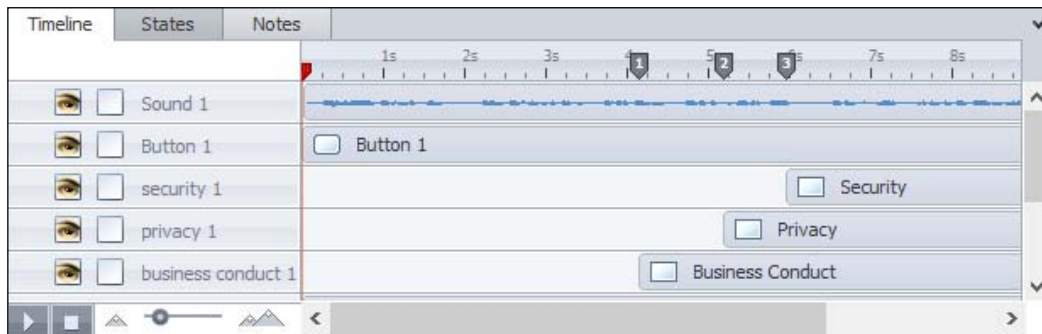 Timeline States Notes
1s 2s 3s 4s 5s 6s 7s 8s
1 2 3
Sound 1
Button 1 Button 1
security 1 Security
privacy 1 Privacy
business conduct 1 Business Conduct